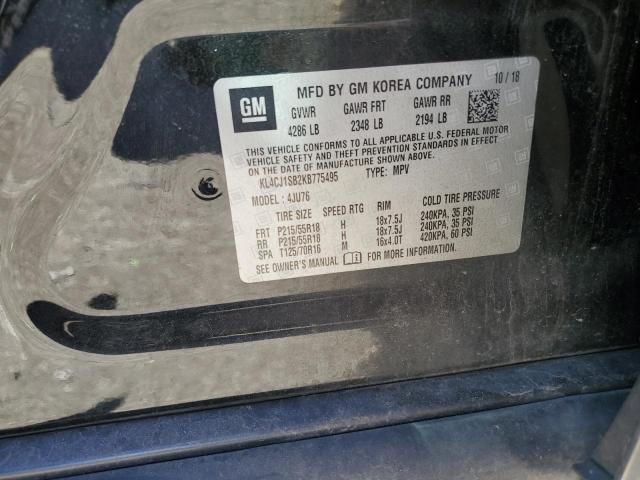 GM
MFD BY GM KOREA COMPANY 10/18
GVWR GAWR FRT GAWR RR
4286 LB 2348 LB 2194 LB
THIS VEHICLE CONFORMS TO ALL APPLICABLE U.S. FEDERAL MOTOR
VEHICLE SAFETY AND THEFT PREVENTION STANDARDS IN EFFECT
ON THE DATE OF MANUFACTURE SHOWN ABOVE.
KL4CJ1SB2KB775495 TYPE: MPV
MODEL: 4JU76
TIRE SIZE SPEED RTG RIM COLD TIRE PRESSURE
FRT P215/55R18 H 18x7.5J 240KPA, 35 PSI
RR P215/55R18 H 18x7.5J 240KPA, 35 PSI
SPA T125/70R16 M 16x4.0T 420KPA, 60 PSI
SEE OWNER'S MANUAL FOR MORE INFORMATION.